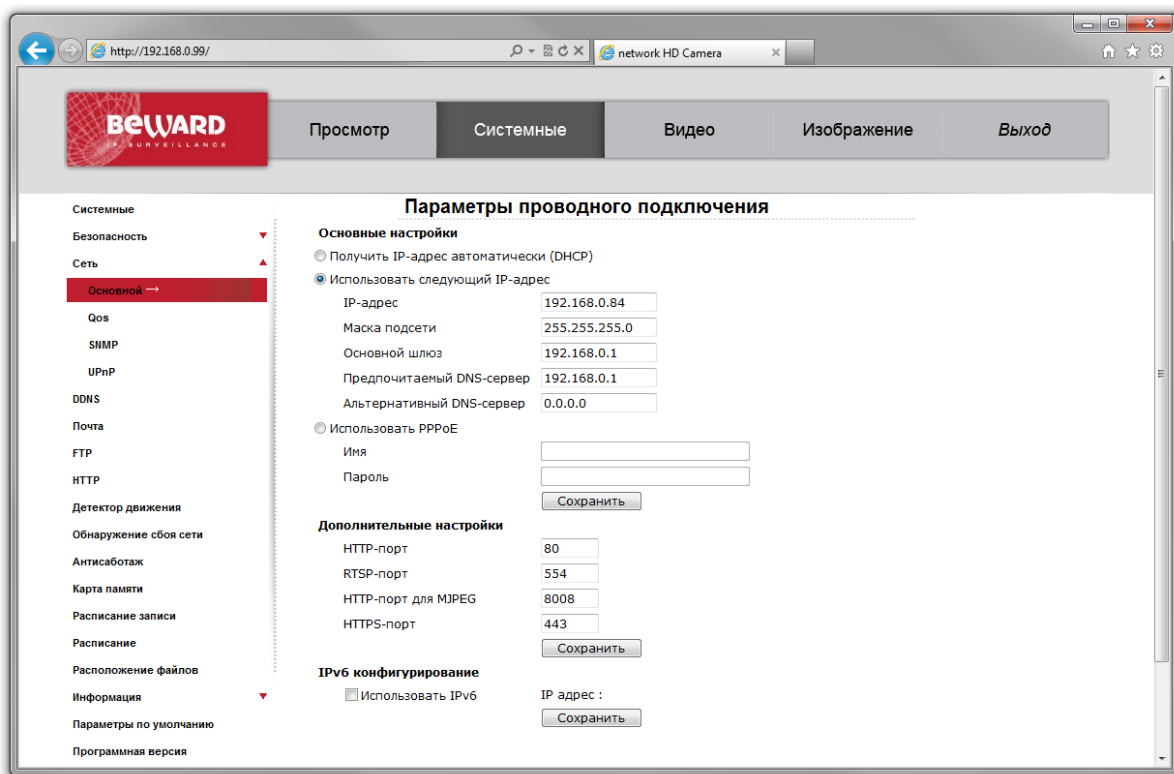 http://192.168.0.99/
network HD Camera
BEWARD
IP SURVEILLANCE
Просмотр
Системные
Видео
Изображение
Выход
Системные
Безопасность
Сеть
Основной →
Qos
SNMP
UPnP
DDNS
Почта
FTP
HTTP
Детектор движения
Обнаружение сбоя сети
Антисаботаж
Карта памяти
Расписание записи
Расписание
Расположение файлов
Информация
Параметры по умолчанию
Программная версия
Параметры проводного подключения
Основные настройки
Получить IP-адрес автоматически (DHCP)
Использовать следующий IP-адрес
IP-адрес 192.168.0.84
Маска подсети 255.255.255.0
Основной шлюз 192.168.0.1
Предпочитаемый DNS-сервер 192.168.0.1
Альтернативный DNS-сервер 0.0.0.0
Использовать PPPoE
Имя
Пароль
Сохранить
Дополнительные настройки
HTTP-порт 80
RTSP-порт 554
HTTP-порт для MJPEG 8008
HTTPS-порт 443
Сохранить
IPv6 конфигурирование
Использовать IPv6 IP адрес :
Сохранить